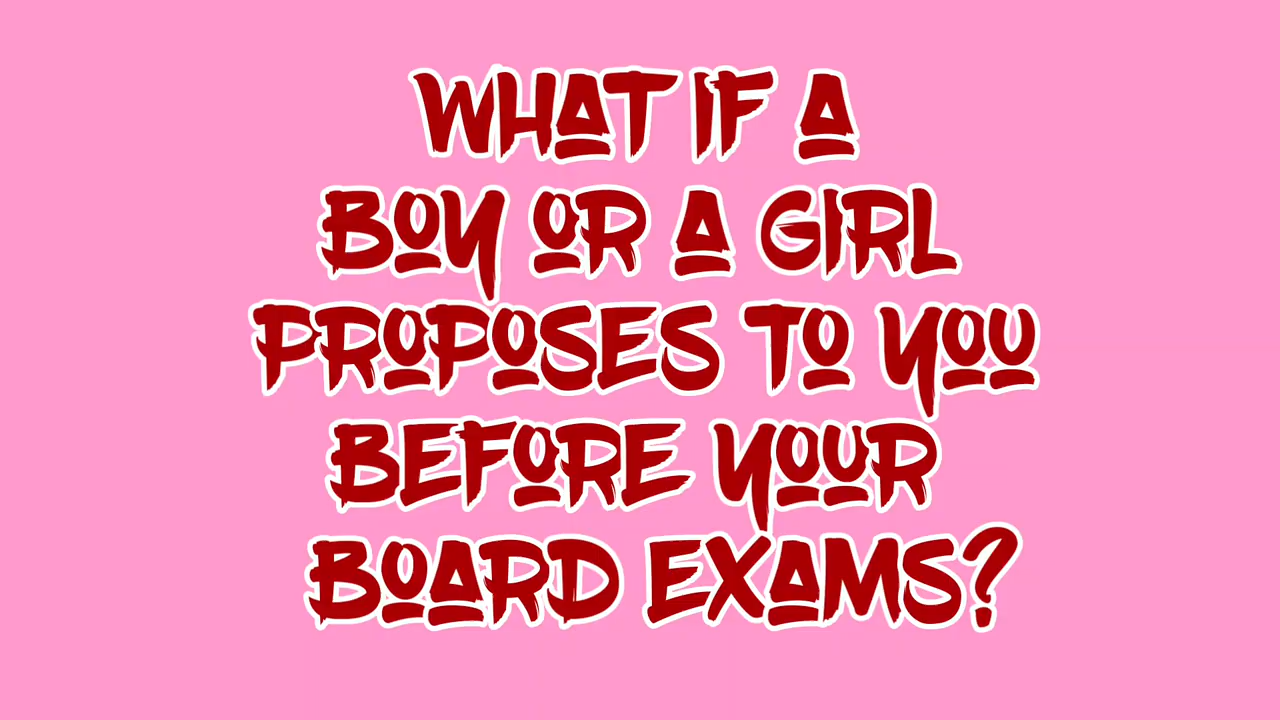 WHAT IF A
BOY OR A GIRL
PROPOSES TO YOU
BEFORE YOUR
BOARD EXAMS?